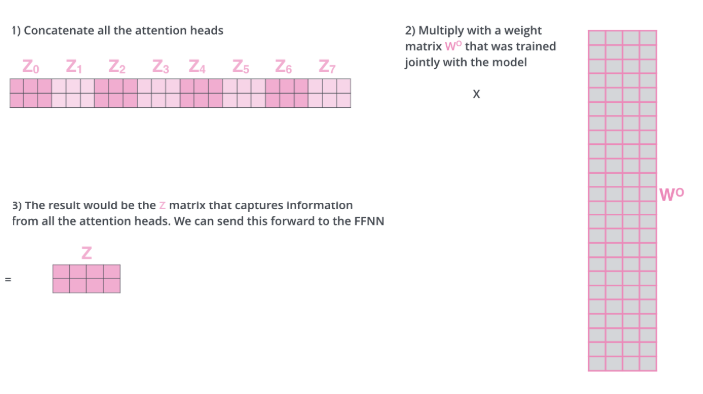 1) Concatenate all the attention heads
Z0 Z1 Z2 Z3 Z4 Z5 Z6 Z7
2) Multiply with a weight
matrix W^O that was trained
jointly with the model
X
W^O
3) The result would be the Z matrix that captures information
from all the attention heads. We can send this forward to the FFNN
Z
=